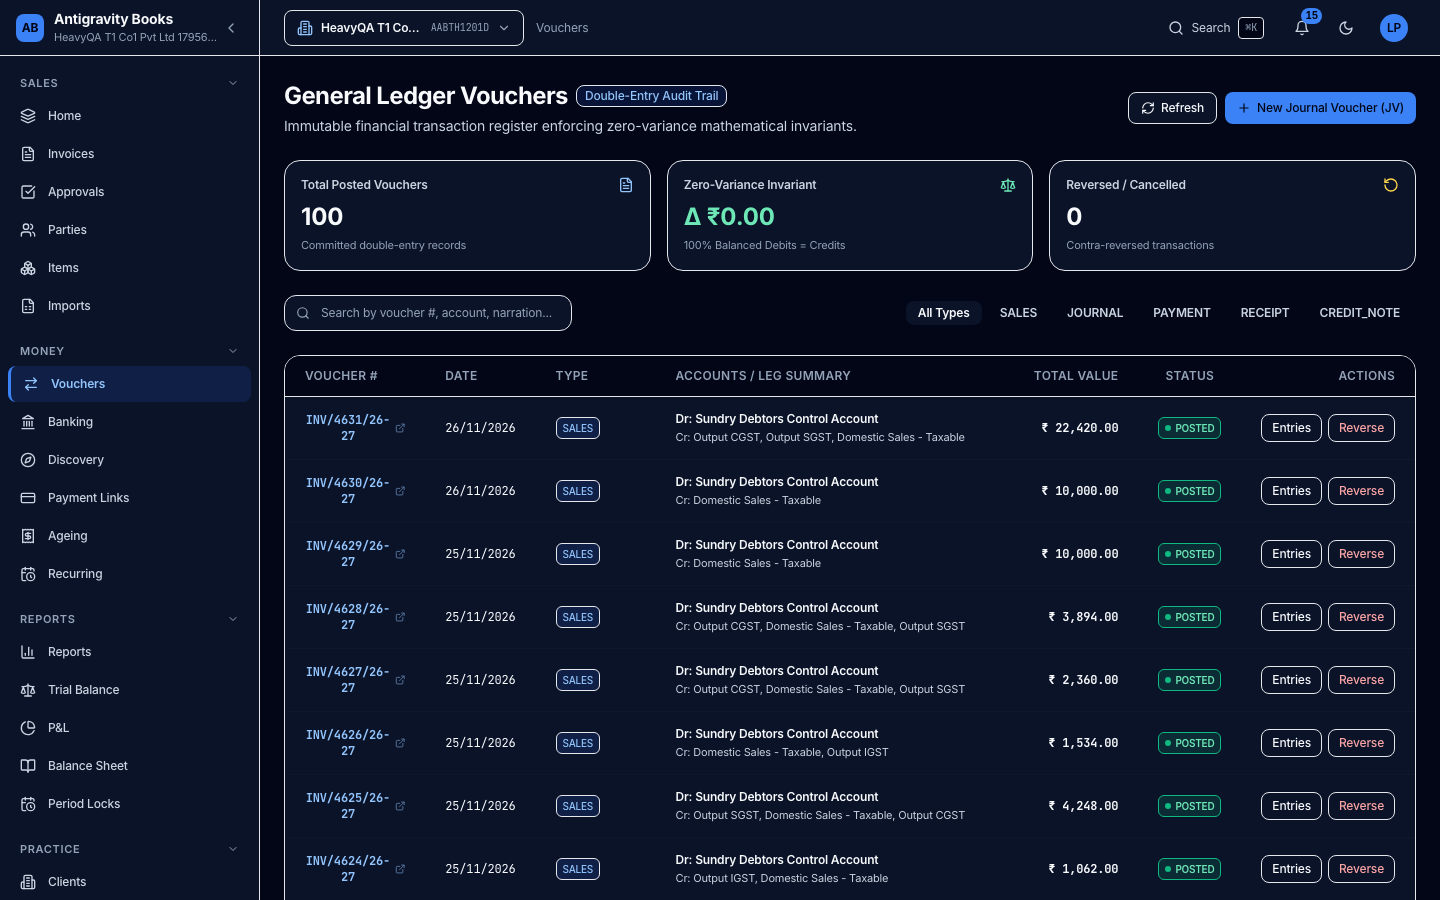 AB
Antigravity Books
HeavyQA T1 Co1 Pvt Ltd 17956...
HeavyQA T1 Co... AABTH1201D
Vouchers
Search ⌘K
15
LP
SALES
Home
Invoices
Approvals
Parties
Items
Imports
MONEY
Vouchers
Banking
Discovery
Payment Links
Ageing
Recurring
REPORTS
Reports
Trial Balance
P&L
Balance Sheet
Period Locks
PRACTICE
Clients
General Ledger Vouchers Double-Entry Audit Trail
Immutable financial transaction register enforcing zero-variance mathematical invariants.
Refresh
New Journal Voucher (JV)
Total Posted Vouchers
100
Committed double-entry records
Zero-Variance Invariant
Δ ₹0.00
100% Balanced Debits = Credits
Reversed / Cancelled
0
Contra-reversed transactions
Search by voucher #, account, narration...
All Types SALES JOURNAL PAYMENT RECEIPT CREDIT_NOTE
VOUCHER # DATE TYPE ACCOUNTS / LEG SUMMARY TOTAL VALUE STATUS ACTIONS
INV/4631/26-27 26/11/2026 SALES Dr: Sundry Debtors Control Account ₹ 22,420.00 POSTED Entries Reverse
Cr: Output CGST, Output SGST, Domestic Sales - Taxable
INV/4630/26-27 26/11/2026 SALES Dr: Sundry Debtors Control Account ₹ 10,000.00 POSTED Entries Reverse
Cr: Domestic Sales - Taxable
INV/4629/26-27 25/11/2026 SALES Dr: Sundry Debtors Control Account ₹ 10,000.00 POSTED Entries Reverse
Cr: Domestic Sales - Taxable
INV/4628/26-27 25/11/2026 SALES Dr: Sundry Debtors Control Account ₹ 3,894.00 POSTED Entries Reverse
Cr: Output CGST, Domestic Sales - Taxable, Output SGST
INV/4627/26-27 25/11/2026 SALES Dr: Sundry Debtors Control Account ₹ 2,360.00 POSTED Entries Reverse
Cr: Output CGST, Domestic Sales - Taxable, Output SGST
INV/4626/26-27 25/11/2026 SALES Dr: Sundry Debtors Control Account ₹ 1,534.00 POSTED Entries Reverse
Cr: Domestic Sales - Taxable, Output IGST
INV/4625/26-27 25/11/2026 SALES Dr: Sundry Debtors Control Account ₹ 4,248.00 POSTED Entries Reverse
Cr: Output SGST, Domestic Sales - Taxable, Output CGST
INV/4624/26-27 25/11/2026 SALES Dr: Sundry Debtors Control Account ₹ 1,062.00 POSTED Entries Reverse
Cr: Output IGST, Domestic Sales - Taxable